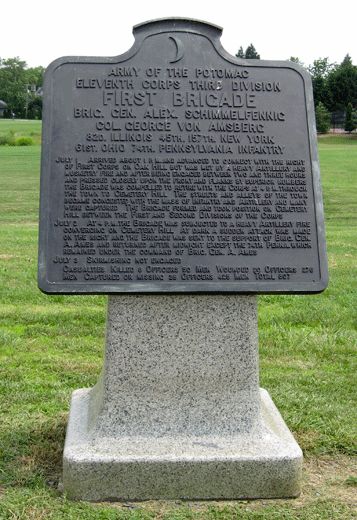 ARMY OF THE POTOMAC
ELEVENTH CORPS THIRD DIVISION
FIRST BRIGADE
BRIG. GEN. ALEX. SCHIMMELFENNIG
COL. GEORGE VON AMSBERG
82D. ILLINOIS 45TH. 157TH. NEW YORK
61ST. OHIO 74TH. PENNSYLVANIA INFANTRY
JULY 1 ARRIVED ABOUT 1 P.M. AND ADVANCED TO CONNECT WITH THE RIGHT
OF FIRST CORPS ON OAK HILL BUT WAS MET BY A HEAVY ARTILLERY AND
MUSKETRY FIRE AND AFTER BEING ENGAGED BETWEEN TWO AND THREE HOURS
AND PRESSED CLOSELY UPON THE FRONT AND FLANKS BY SUPERIOR NUMBERS
THE BRIGADE WAS COMPELLED TO RETIRE WITH THE CORPS AT 4 P.M. THROUGH
THE TOWN TO CEMETERY HILL. THE STREETS AND ALLEYS OF THE TOWN
BECAME CONGESTED WITH THE MASS OF INFANTRY AND ARTILLERY AND MANY
WERE CAPTURED. THE BRIGADE FORMED AND TOOK POSITION ON CEMETERY
HILL BETWEEN THE FIRST AND SECOND DIVISIONS OF THE CORPS
JULY 2 AT 4 P.M. THE BRIGADE WAS SUBJECTED TO A HEAVY ARTILLERY FIRE
CONVERGING ON CEMETERY HILL. AT DARK A SUDDEN ATTACK WAS MADE
ON THE RIGHT AND THE BRIGADE WAS SENT TO THE SUPPORT OF BRIG. GEN.
A. AMES AND RETURNED AFTER MIDNIGHT EXCEPT THE 74TH PENNA. WHICH
REMAINED UNDER THE COMMAND OF BRIG. GEN. A. AMES
JULY 3 SKIRMISHING NOT ENGAGED
CASUALTIES KILLED 8 OFFICERS 50 MEN WOUNDED 20 OFFICERS 276
MEN CAPTURED OR MISSING 25 OFFICERS 428 MEN TOTAL 807